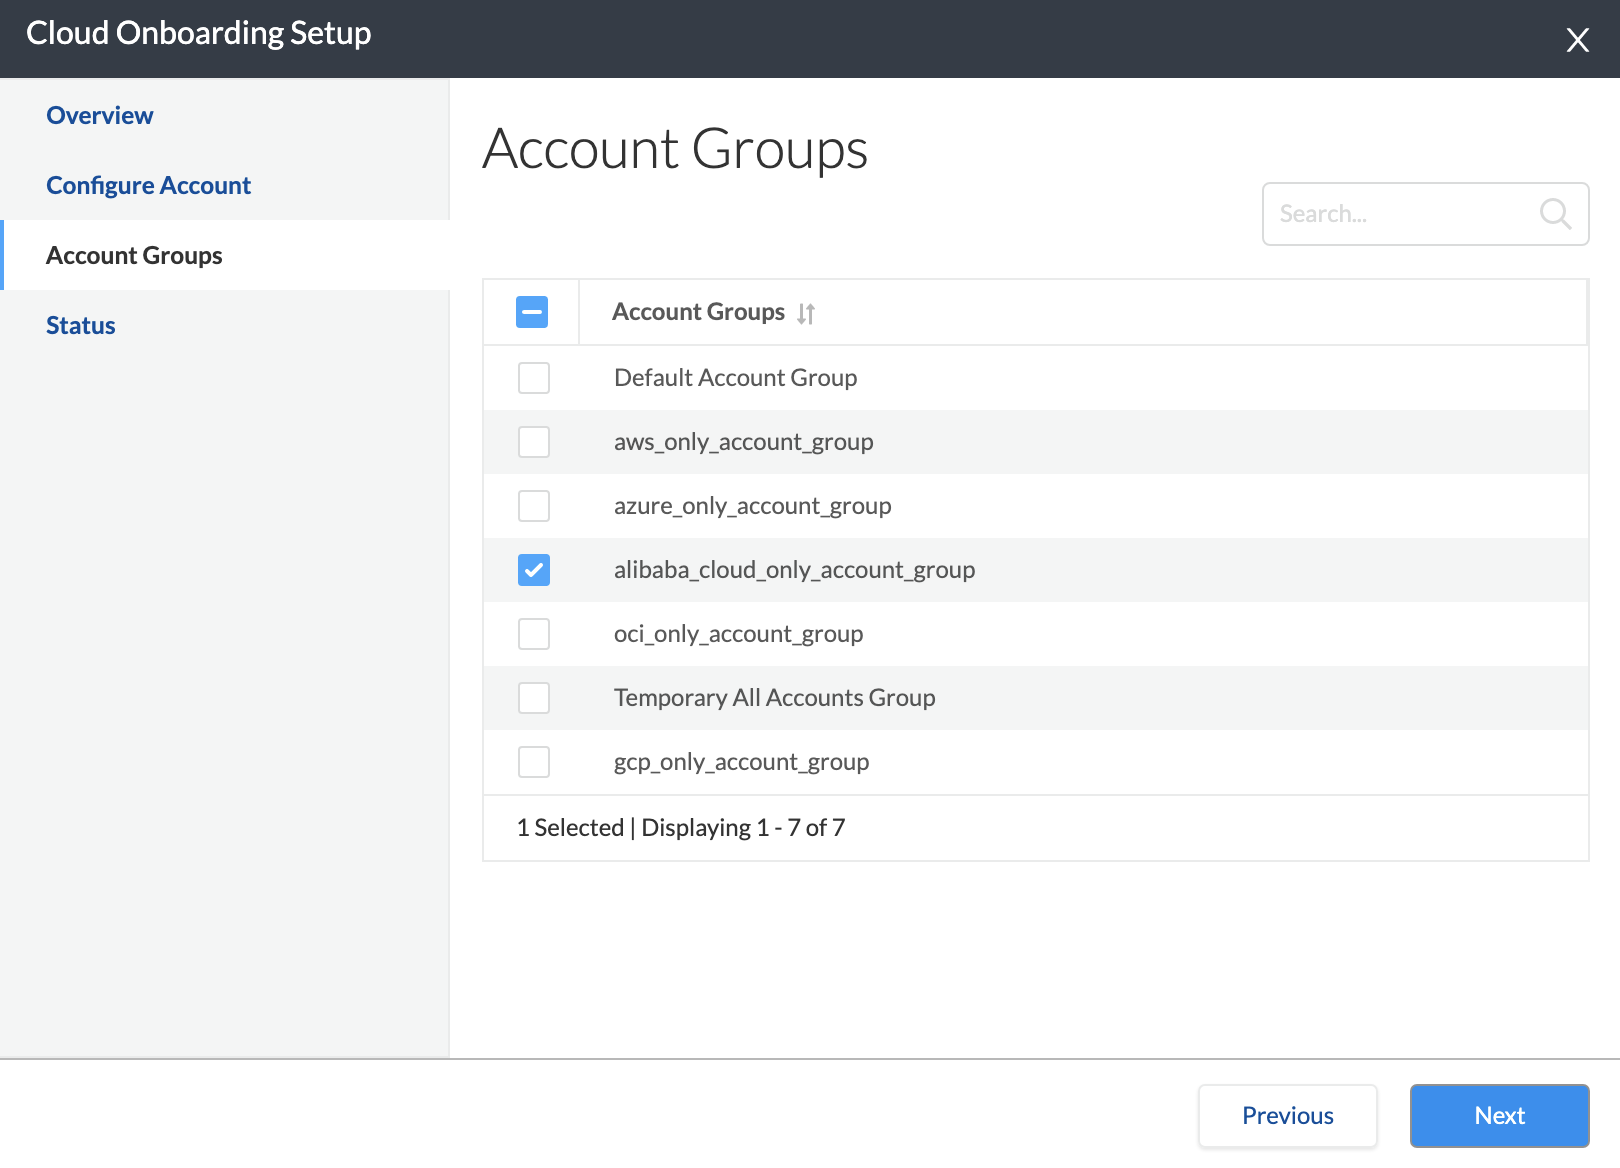 Cloud Onboarding Setup
X
Overview
Configure Account
Account Groups
Status
Account Groups
Search...
Account Groups
Default Account Group
aws_only_account_group
azure_only_account_group
alibaba_cloud_only_account_group
oci_only_account_group
Temporary All Accounts Group
gcp_only_account_group
1 Selected | Displaying 1 - 7 of 7
Previous
Next